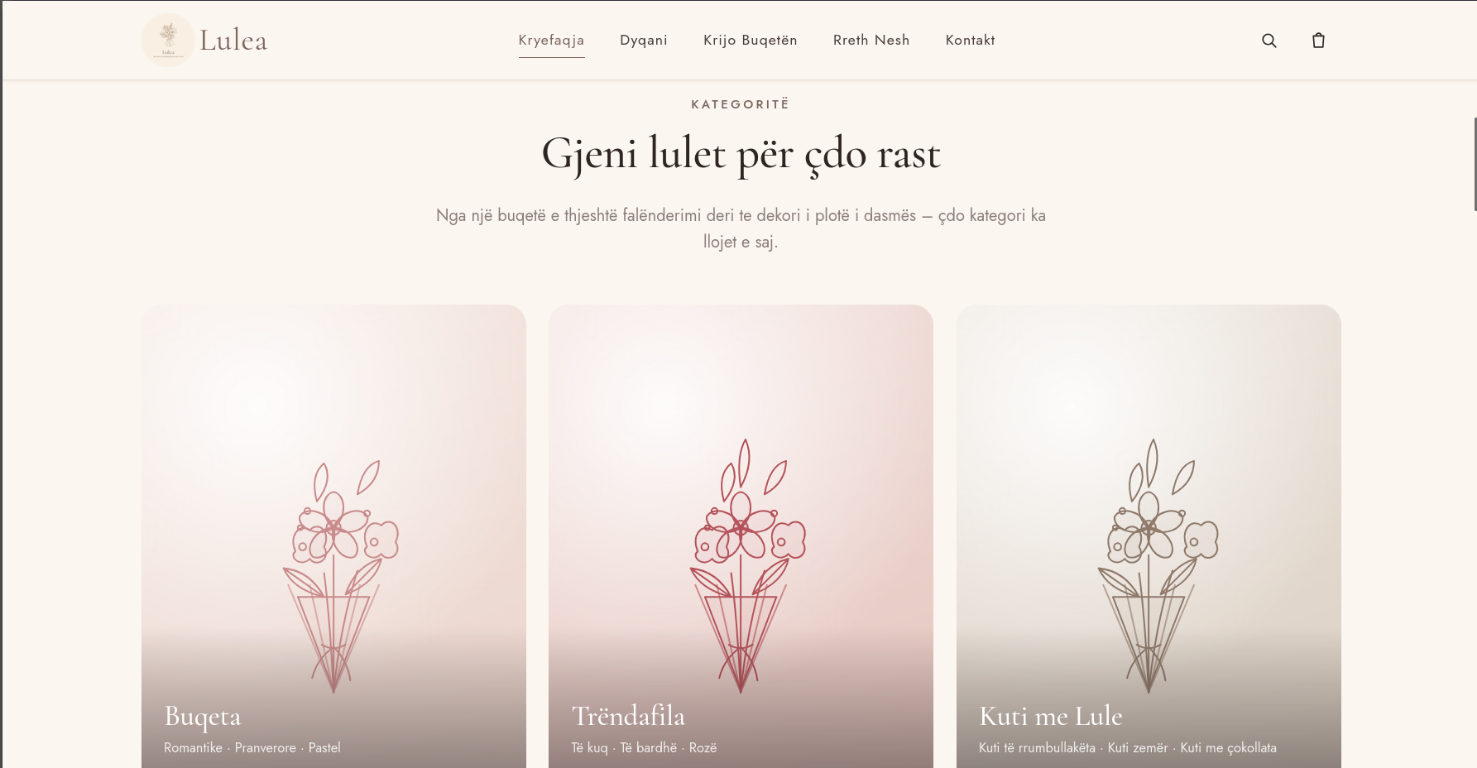 Lulea
Lulea
Kryefaqja
Dyqani
Krijo Buqetën
Rreth Nesh
Kontakt
KATEGORITË
Gjeni lulet për çdo rast
Nga një buqetë e thjeshtë falënderimi deri te dekori i plotë i dasmës – çdo kategori ka
llojet e saj.
Buqeta
Romantike · Pranverore · Pastel
Trëndafila
Të kuq · Të bardhë · Rozë
Kuti me Lule
Kuti të rrumbullakëta · Kuti zemër · Kuti me çokollata